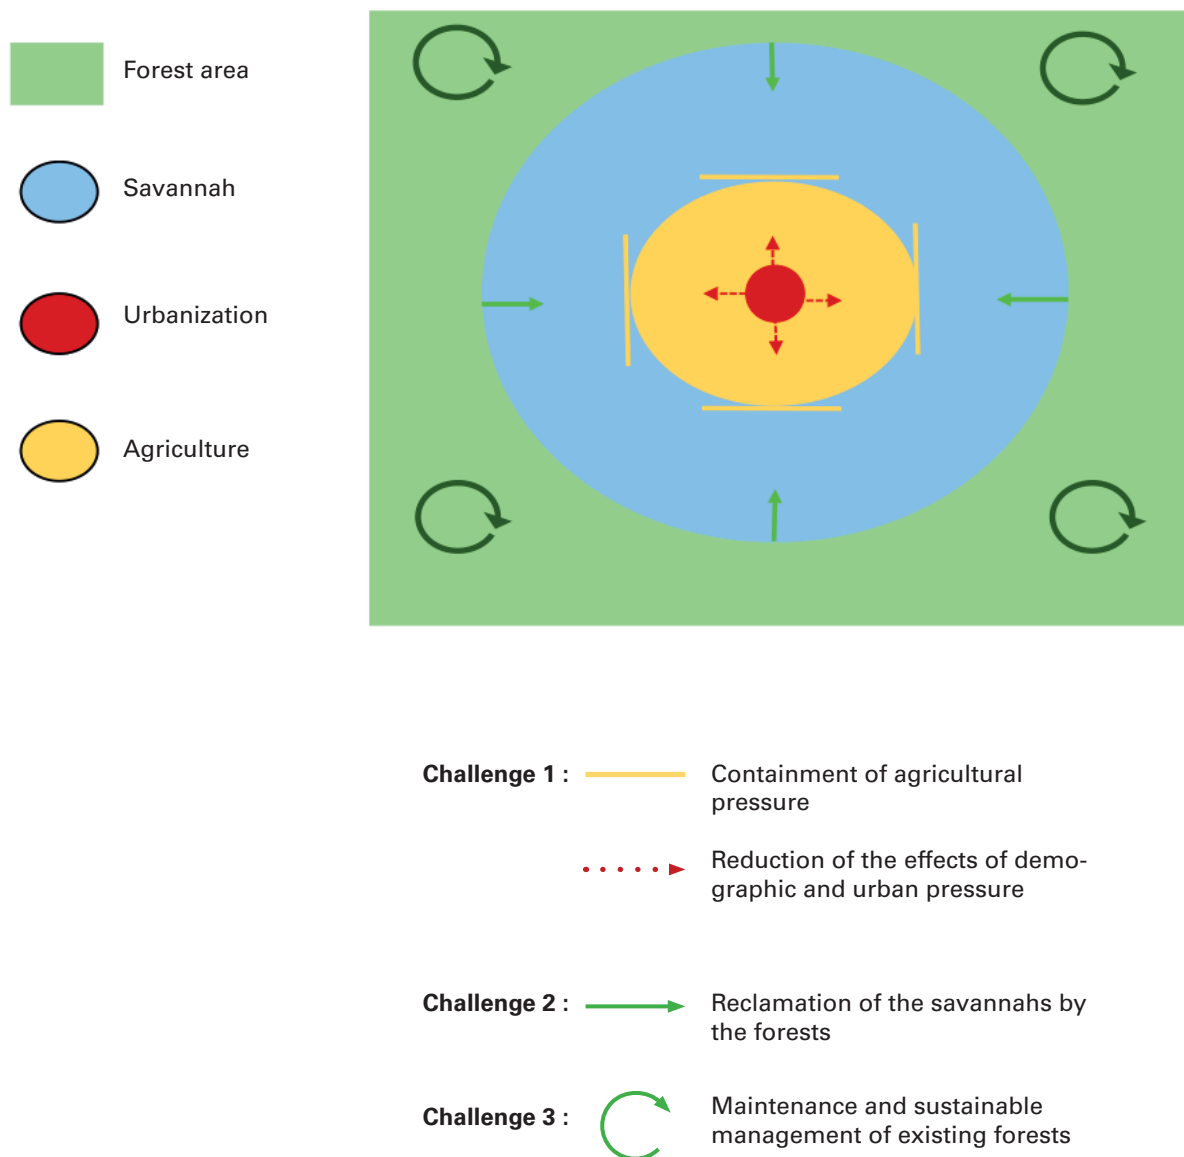 Forest area
Savannah
Urbanization
Agriculture
Challenge 1 :
Containment of agricultural
pressure
Reduction of the effects of demo-
graphic and urban pressure
Challenge 2 :
Reclamation of the savannahs by
the forests
Challenge 3 :
Maintenance and sustainable
management of existing forests